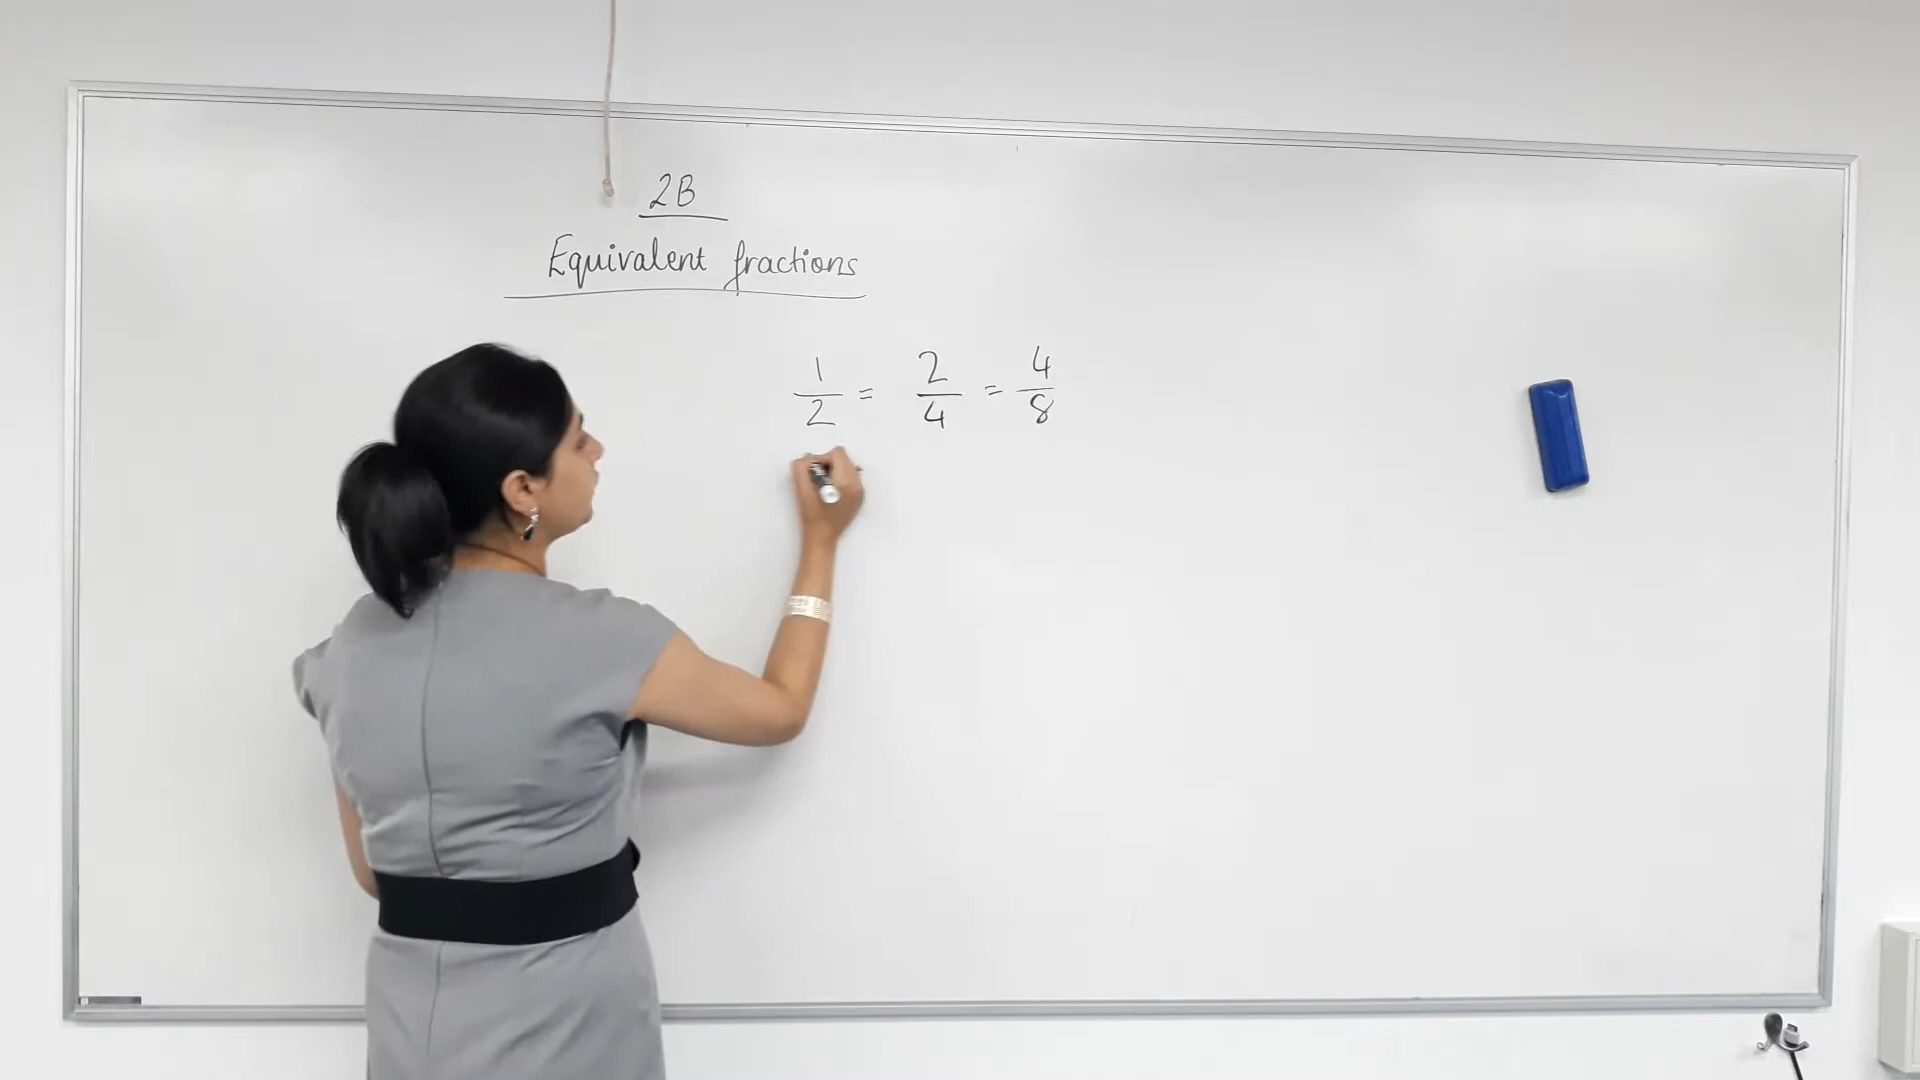 2B
Equivalent fractions
1/2 = 2/4 = 4/8